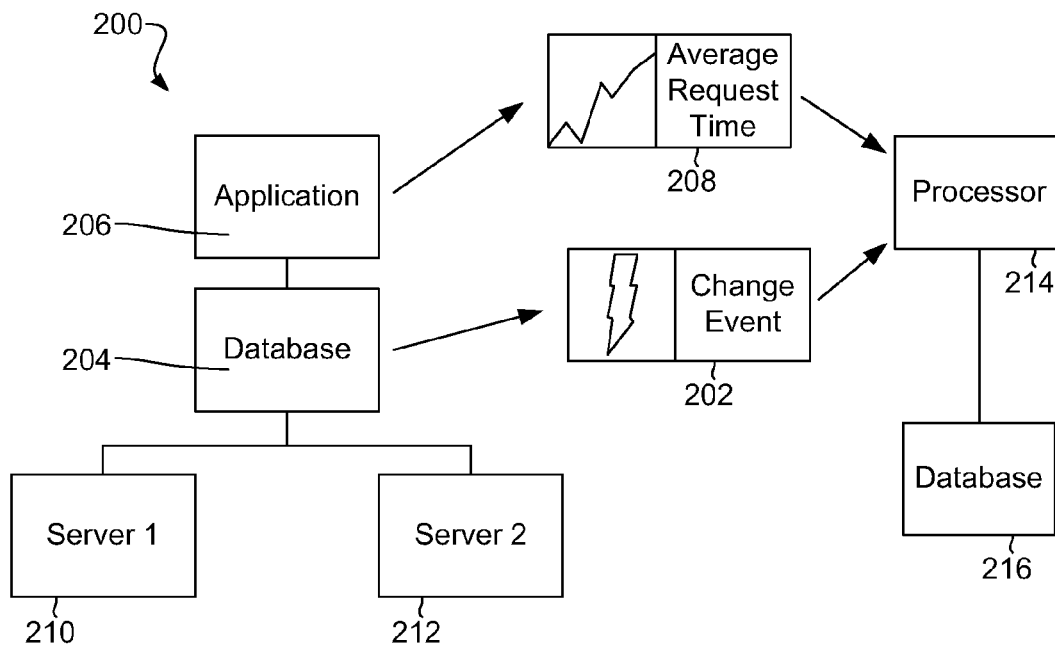 200
Average
Request
Time
208
Application
206
Processor
214
Change
Event
202
Database
204
Server 1
210
Server 2
212
Database
216